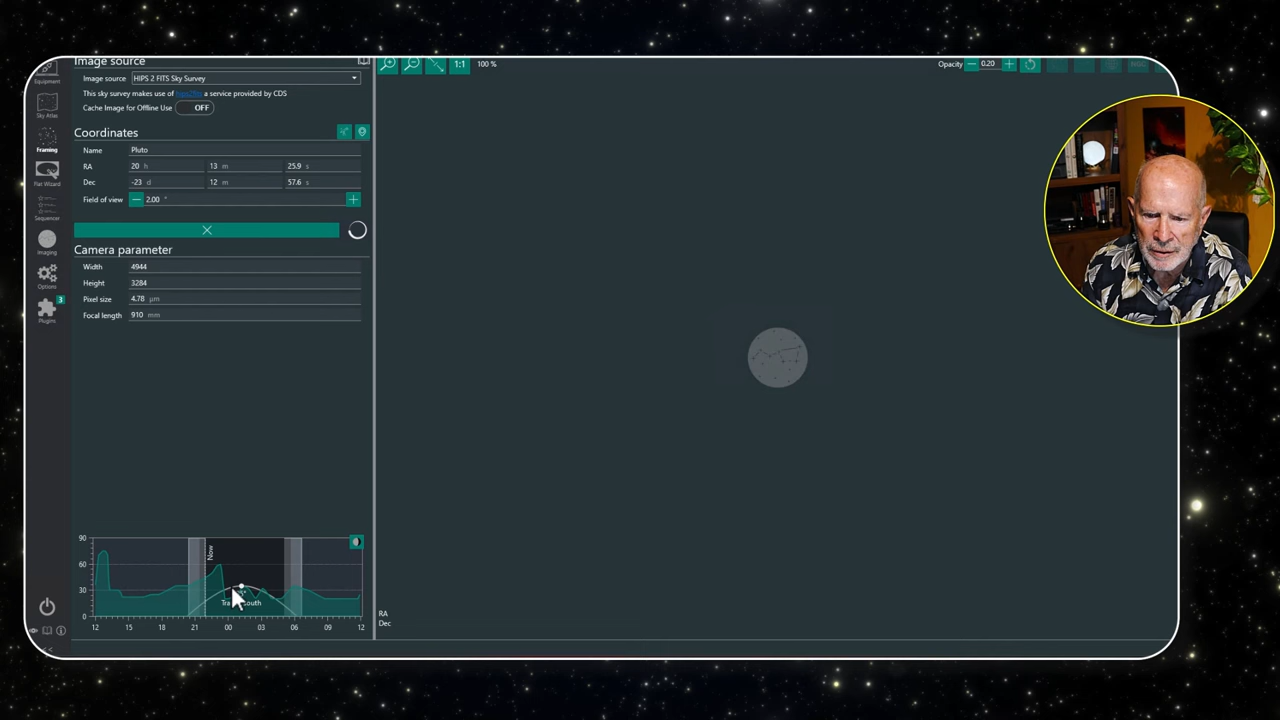 Image source
Image source HIPS 2 FITS Sky Survey
This sky survey makes use of hips2fits a service provided by CDS
Cache Image for Offline Use OFF
Coordinates
Name Pluto
RA 20 h 13 m 25.9 s
Dec -23 d 12 m 57.6 s
Field of view 2.00 °
Camera parameter
Width 4944
Height 3284
Pixel size 4.78 µm
Focal length 910 mm
90
60
30
0
12 15 18 21 00 03 06 09 12
Now
Equipment
Sky Atlas
Framing
Flat Wizard
Sequencer
Imaging
Options
3
Plugins
1:1 100 %
Opacity 0.20
RA
Dec